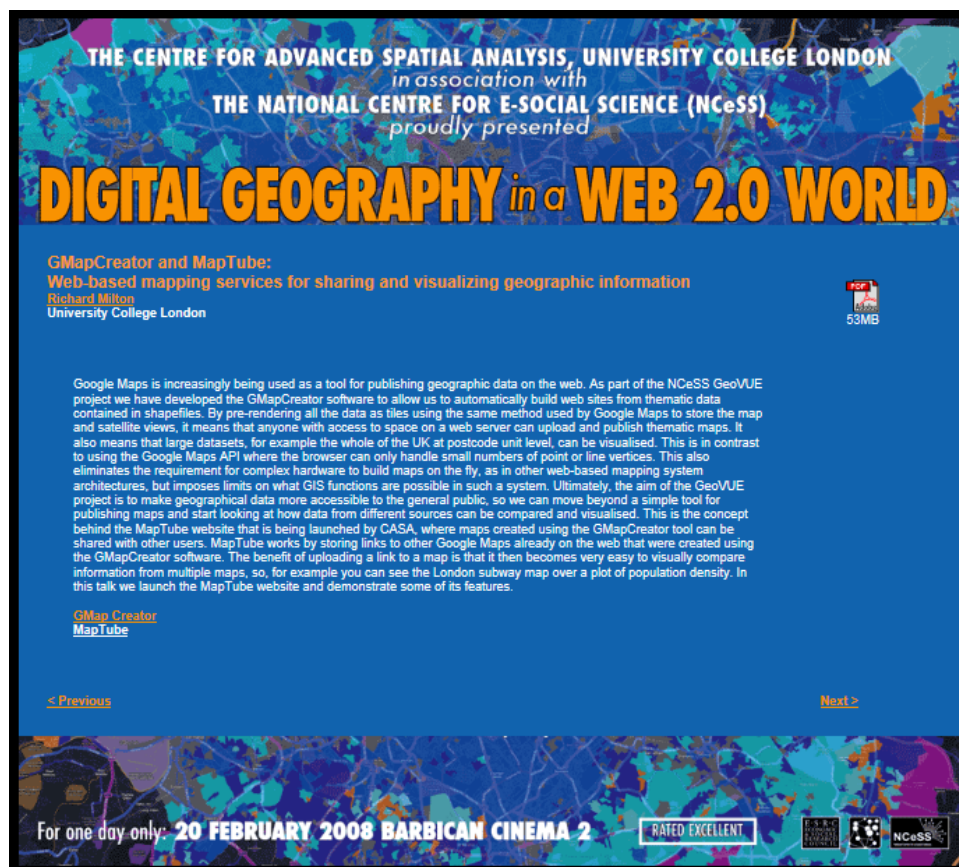 THE CENTRE FOR ADVANCED SPATIAL ANALYSIS, UNIVERSITY COLLEGE LONDON
in association with
THE NATIONAL CENTRE FOR E-SOCIAL SCIENCE (NCeSS)
proudly presented
DIGITAL GEOGRAPHY in a WEB 2.0 WORLD
GMapCreator and MapTube:
Web-based mapping services for sharing and visualizing geographic information
Richard Milton
University College London
PDF
Adobe
53MB
Google Maps is increasingly being used as a tool for publishing geographic data on the web. As part of the NCeSS GeoVUE
project we have developed the GMapCreator software to allow us to automatically build web sites from thematic data
contained in shapefiles. By pre-rendering all the data as tiles using the same method used by Google Maps to store the map
and satellite views, it means that anyone with access to space on a web server can upload and publish thematic maps. It
also means that large datasets, for example the whole of the UK at postcode unit level, can be visualised. This is in contrast
to using the Google Maps API where the browser can only handle small numbers of point or line vertices. This also
eliminates the requirement for complex hardware to build maps on the fly, as in other web-based mapping system
architectures, but imposes limits on what GIS functions are possible in such a system. Ultimately, the aim of the GeoVUE
project is to make geographical data more accessible to the general public, so we can move beyond a simple tool for
publishing maps and start looking at how data from different sources can be compared and visualised. This is the concept
behind the MapTube website that is being launched by CASA, where maps created using the GMapCreator tool can be
shared with other users. MapTube works by storing links to other Google Maps already on the web that were created using
the GMapCreator software. The benefit of uploading a link to a map is that it then becomes very easy to visually compare
information from multiple maps, so, for example you can see the London subway map over a plot of population density. In
this talk we launch the MapTube website and demonstrate some of its features.
GMap Creator
MapTube
< Previous
Next >
For one day only: 20 FEBRUARY 2008 BARBICAN CINEMA 2
RATED EXCELLENT
E·S·R·C
ECONOMIC
& SOCIAL
RESEARCH
COUNCIL
NCeSS